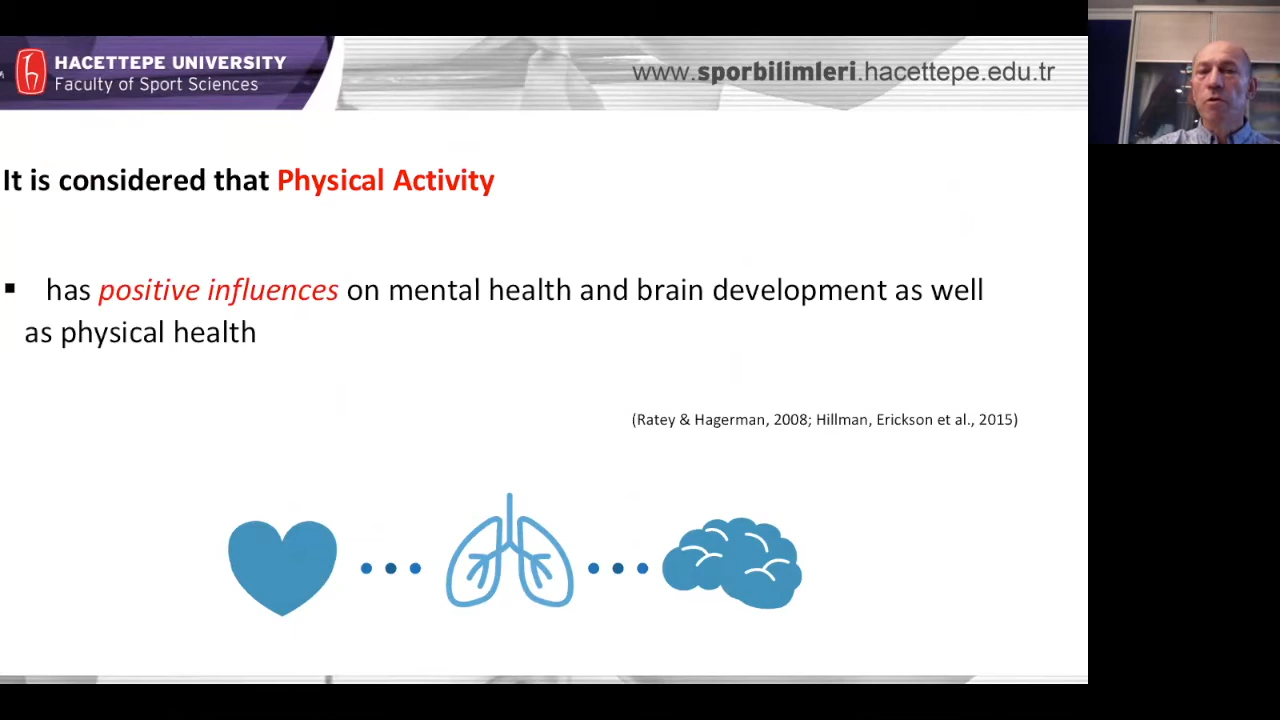 HACETTEPE UNIVERSITY
Faculty of Sport Sciences
www.sporbilimleri.hacettepe.edu.tr
It is considered that Physical Activity
▪ has positive influences on mental health and brain development as well
as physical health
(Ratey & Hagerman, 2008; Hillman, Erickson et al., 2015)